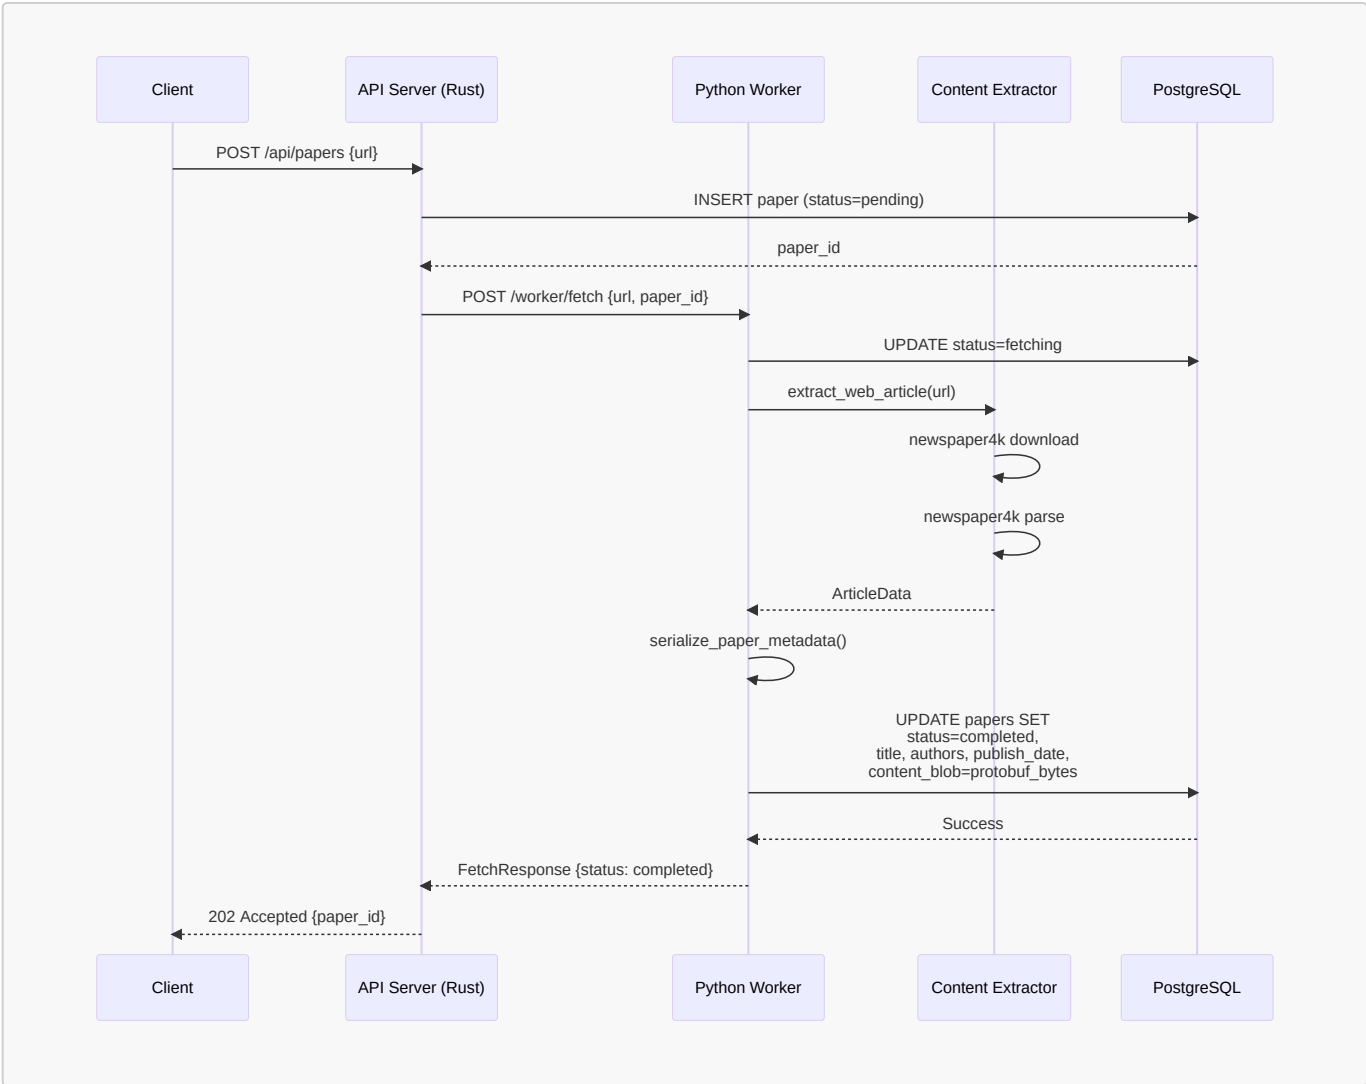 Client
API Server (Rust)
Python Worker
Content Extractor
PostgreSQL
POST /api/papers {url}
INSERT paper (status=pending)
paper_id
POST /worker/fetch {url, paper_id}
UPDATE status=fetching
extract_web_article(url)
newspaper4k download
newspaper4k parse
ArticleData
serialize_paper_metadata()
UPDATE papers SET
status=completed,
title, authors, publish_date,
content_blob=protobuf_bytes
Success
FetchResponse {status: completed}
202 Accepted {paper_id}
Client
API Server (Rust)
Python Worker
Content Extractor
PostgreSQL